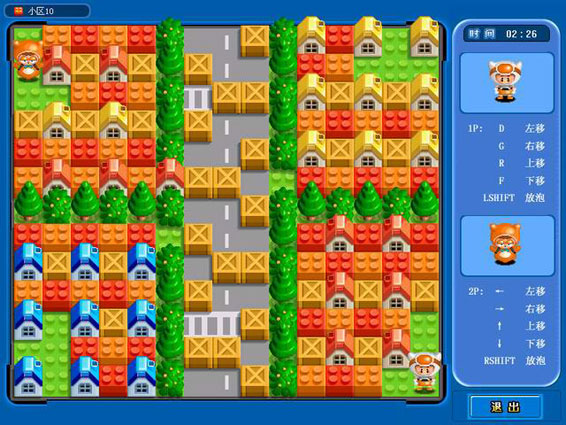 小区10
时间 02:26
1P: D 左移
G 右移
R 上移
F 下移
LSHIFT 放泡
2P: ← 左移
→ 右移
↑ 上移
↓ 下移
RSHIFT 放泡
退出